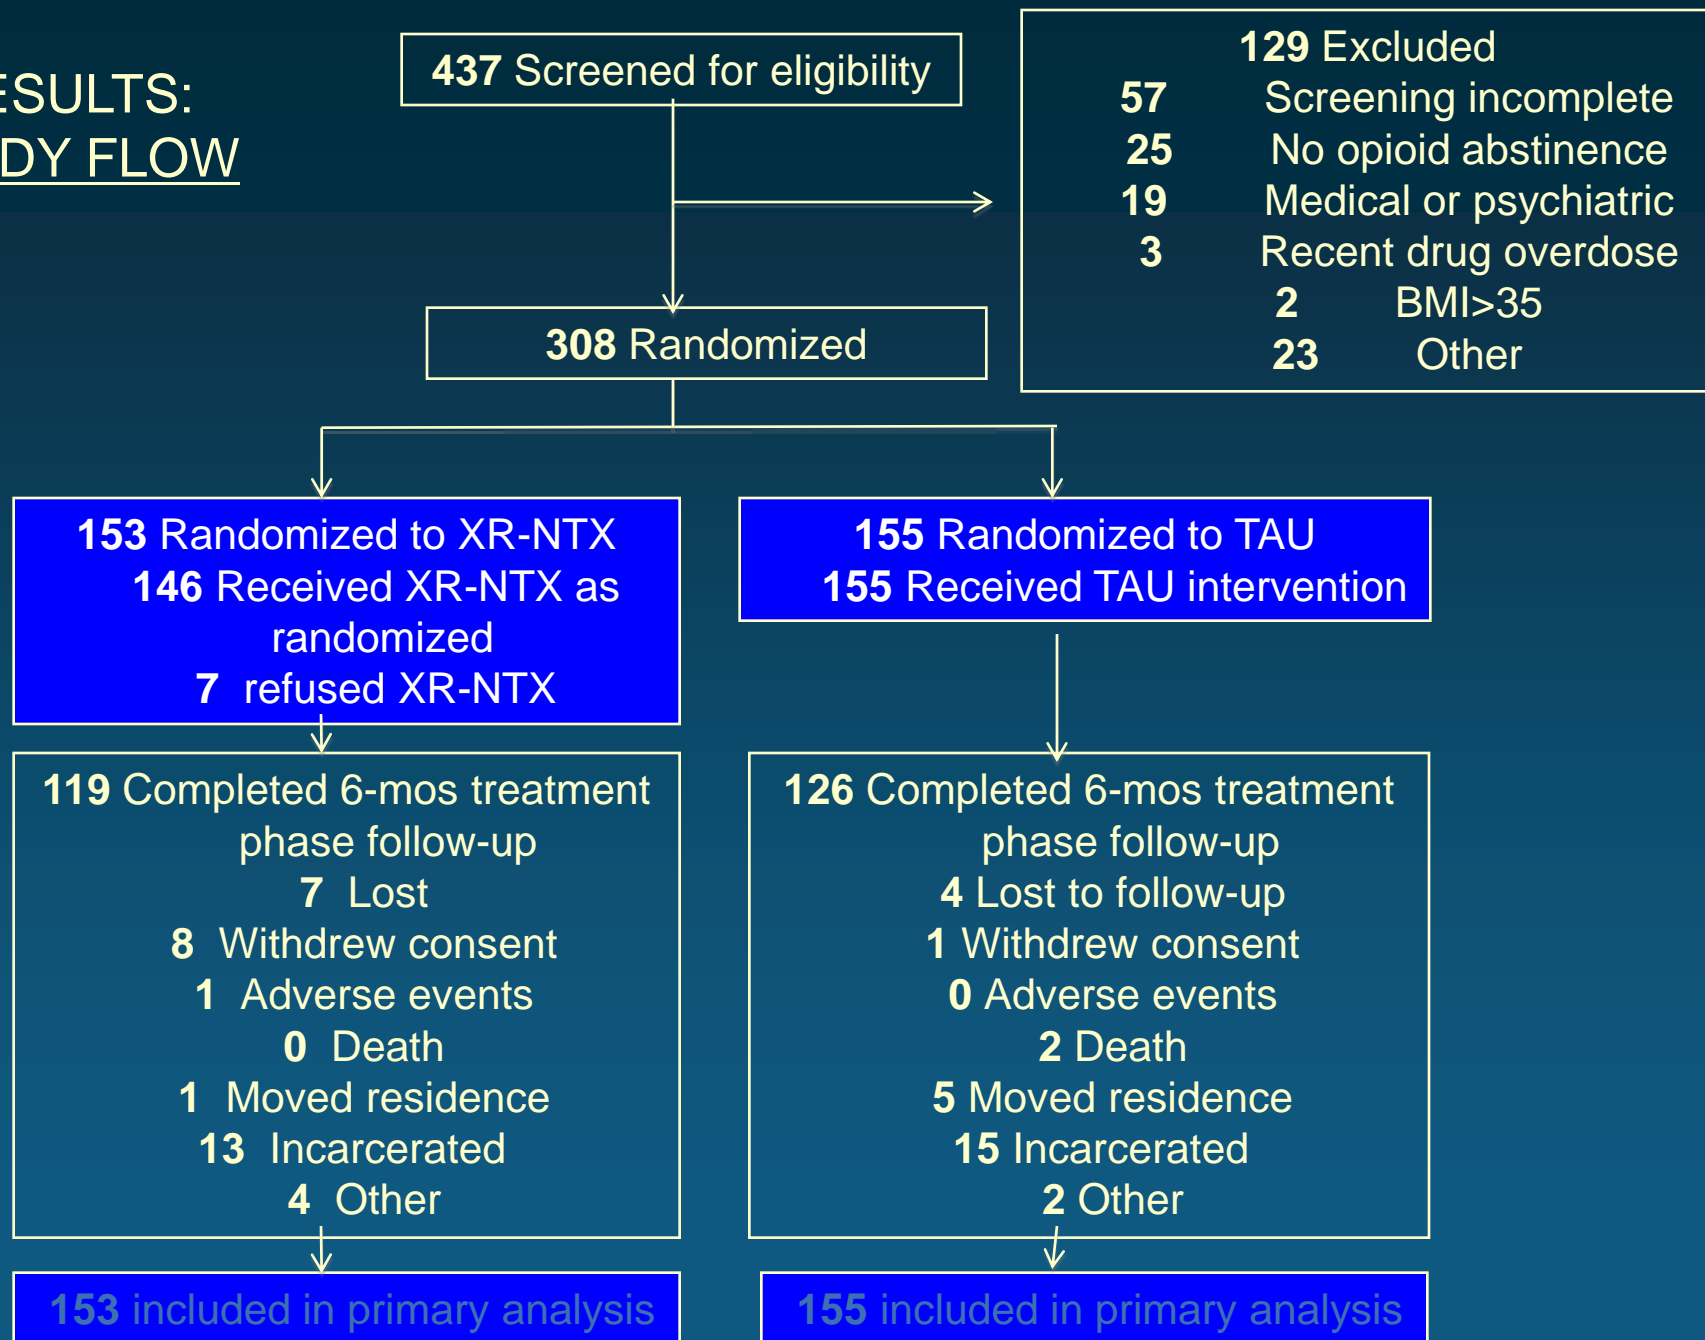 ESULTS:
DY FLOW
437 Screened for eligibility
129 Excluded
57 Screening incomplete
25 No opioid abstinence
19 Medical or psychiatric
3 Recent drug overdose
2 BMI>35
23 Other
308 Randomized
153 Randomized to XR-NTX
146 Received XR-NTX as
randomized
7 refused XR-NTX
155 Randomized to TAU
155 Received TAU intervention
119 Completed 6-mos treatment
phase follow-up
7 Lost
8 Withdrew consent
1 Adverse events
0 Death
1 Moved residence
13 Incarcerated
4 Other
126 Completed 6-mos treatment
phase follow-up
4 Lost to follow-up
1 Withdrew consent
0 Adverse events
2 Death
5 Moved residence
15 Incarcerated
2 Other
153 included in primary analysis
155 included in primary analysis